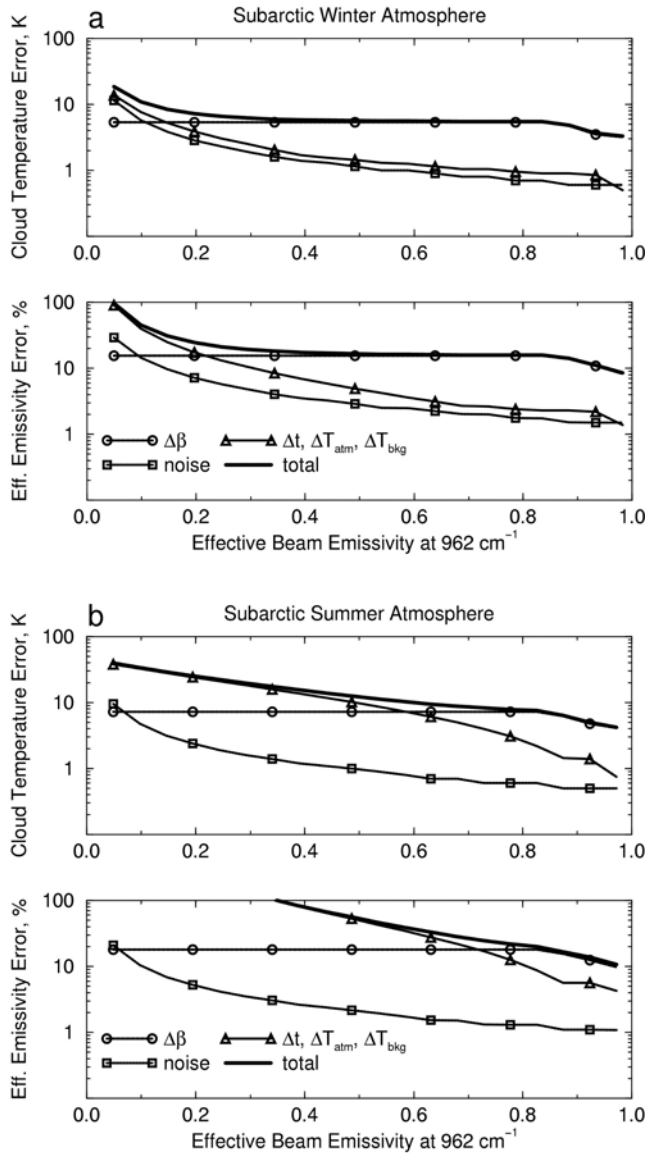 a Subarctic Winter Atmosphere
Cloud Temperature Error, K
100
10
1
0.0 0.2 0.4 0.6 0.8 1.0
Eff. Emissivity Error, %
100
10
1
Δβ Δt, ΔT_atm, ΔT_bkg
noise total
0.0 0.2 0.4 0.6 0.8 1.0
Effective Beam Emissivity at 962 cm⁻¹
b Subarctic Summer Atmosphere
Cloud Temperature Error, K
100
10
1
0.0 0.2 0.4 0.6 0.8 1.0
Eff. Emissivity Error, %
100
10
1
Δβ Δt, ΔT_atm, ΔT_bkg
noise total
0.0 0.2 0.4 0.6 0.8 1.0
Effective Beam Emissivity at 962 cm⁻¹